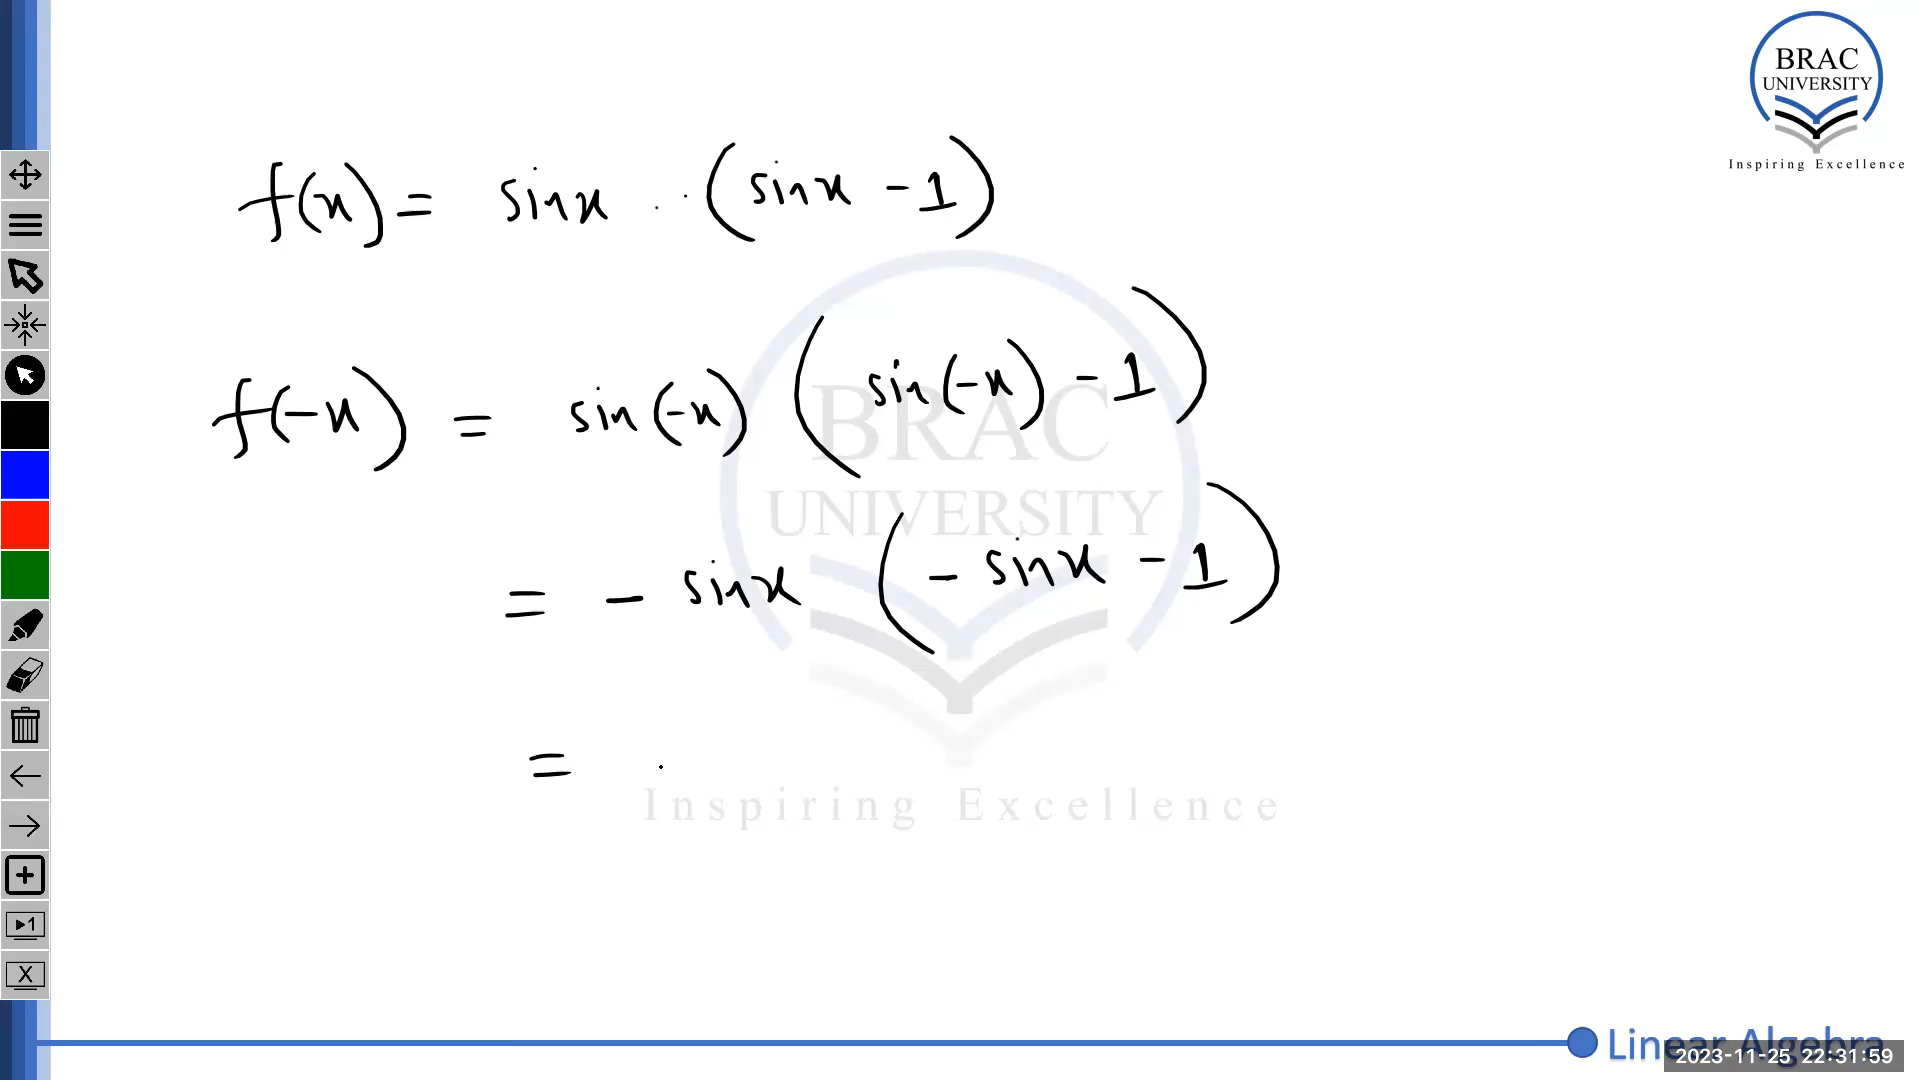 BRAC
UNIVERSITY
Inspiring Excellence
f(x) = sinx · (sinx - 1)
f(-x) = sin(-x) (sin(-x) - 1)
= - sinx (- sinx - 1)
=
BRAC
UNIVERSITY
Inspiring Excellence
▶1
X
Linear Algebra
2023-11-25 22:31:59